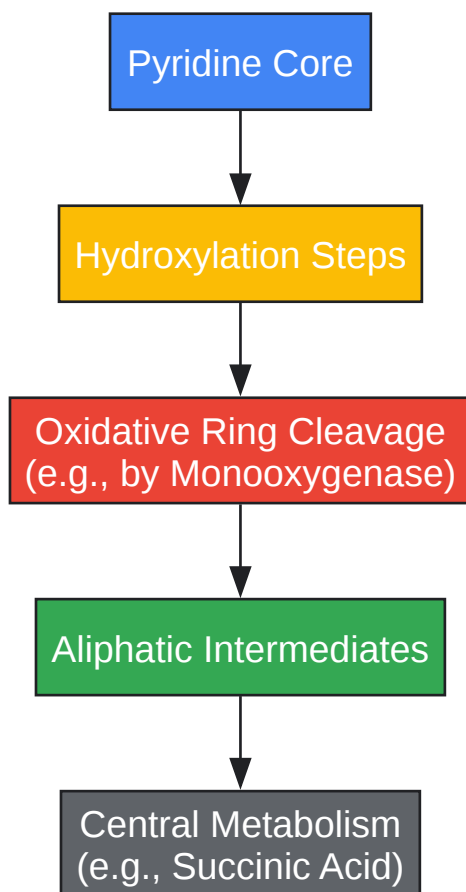 Pyridine Core
Hydroxylation Steps
Oxidative Ring Cleavage
(e.g., by Monooxygenase)
Aliphatic Intermediates
Central Metabolism
(e.g., Succinic Acid)